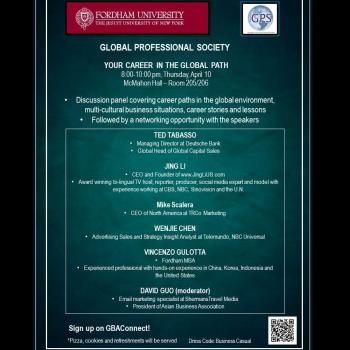 FORDHAM UNIVERSITY
THE JESUIT UNIVERSITY OF NEW YORK
GPS
GLOBAL PROFESSIONAL SOCIETY
YOUR CAREER IN THE GLOBAL PATH
8:00-10:00 pm, Thursday, April 10
McMahon Hall – Room 205/206
• Discussion panel covering career paths in the global environment,
multi-cultural business situations, career stories and lessons
• Followed by a networking opportunity with the speakers
TED TABASSO
• Managing Director at Deutsche Bank
• Global Head of Global Capital Sales
JING LI
• CEO and Founder of www.JingLiUS.com
• Award winning bi-lingual TV host, reporter, producer, social media expert and model with
experience working at CBS, NBC, Sinovision and the U.N.
Mike Scalera
• CEO of North America at TRCo Marketing
WENJIE CHEN
• Advertising Sales and Strategy Insight Analyst at Telemundo, NBC Universal
VINCENZO GULOTTA
• Fordham MBA
• Experienced professional with hands-on experience in China, Korea, Indonesia and
the United States
DAVID GUO (moderator)
• Email marketing specialist at ShermansTravel Media
• President of Asian Business Association
Sign up on GBAConnect!
*Pizza, cookies and refreshments will be served
Dress Code: Business Casual